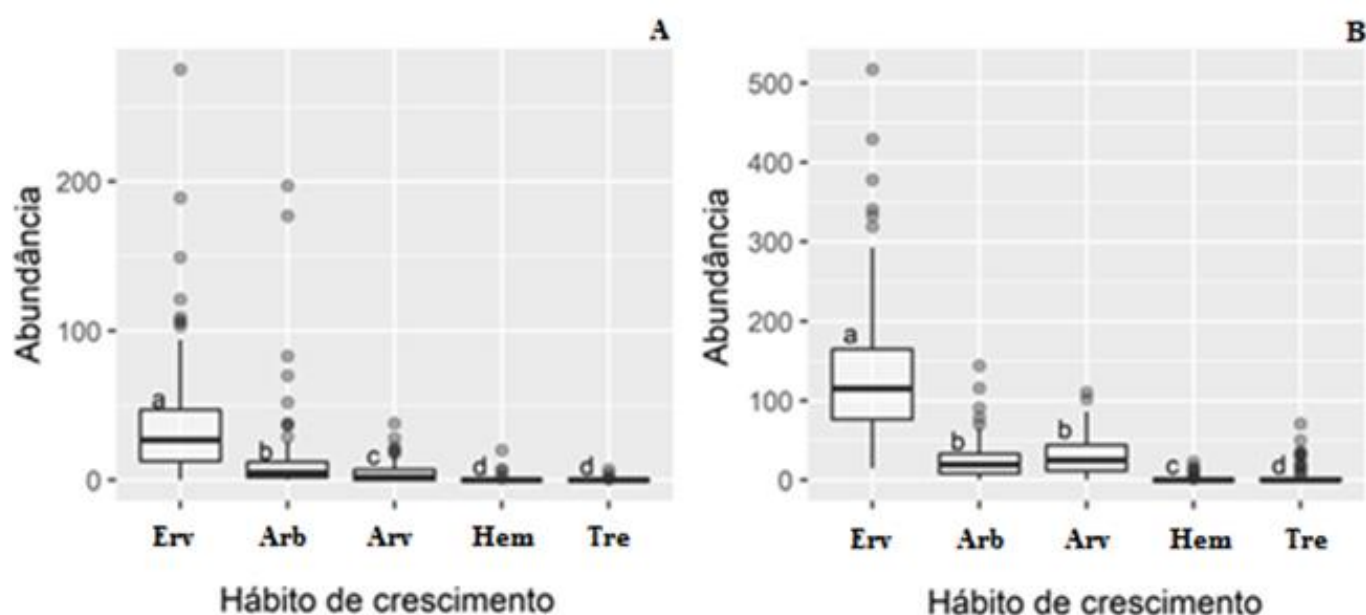 A
Abundância
200
100
0
a
b
c
d
d
Erv Arb Arv Hem Tre
Hábito de crescimento
B
Abundância
500
400
300
200
100
0
a
b
b
c
d
Erv Arb Arv Hem Tre
Hábito de crescimento